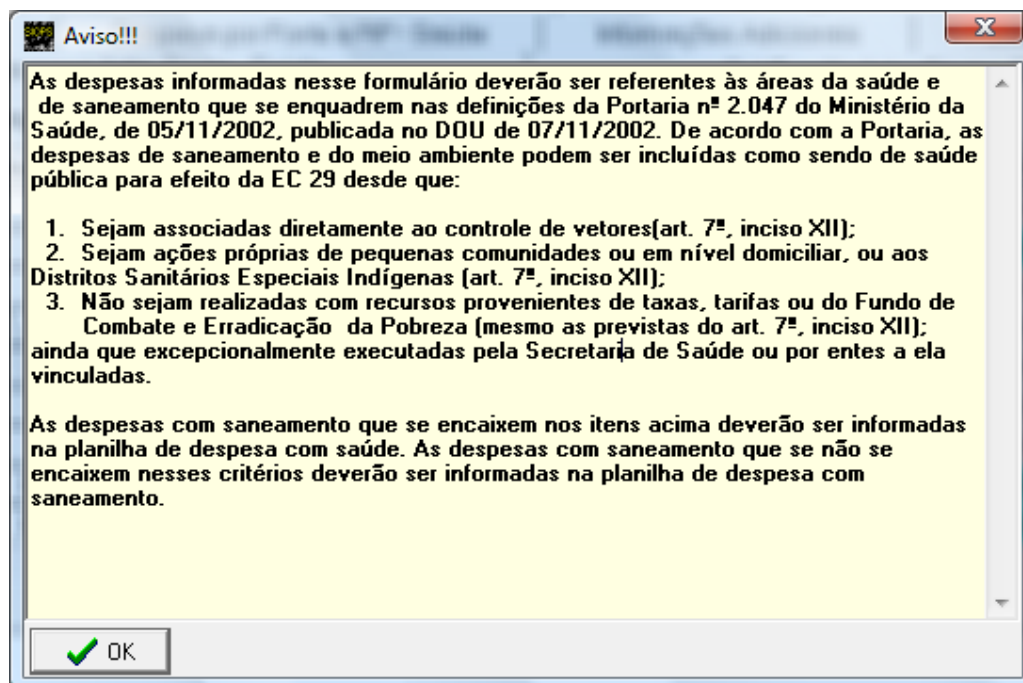 Aviso!!!
As despesas informadas nesse formulário deverão ser referentes às áreas da saúde e
de saneamento que se enquadrem nas definições da Portaria nº 2.047 do Ministério da
Saúde, de 05/11/2002, publicada no DOU de 07/11/2002. De acordo com a Portaria, as
despesas de saneamento e do meio ambiente podem ser incluídas como sendo de saúde
pública para efeito da EC 29 desde que:
1. Sejam associadas diretamente ao controle de vetores(art. 7º, inciso XII);
2. Sejam ações próprias de pequenas comunidades ou em nível domiciliar, ou aos
Distritos Sanitários Especiais Indígenas (art. 7º, inciso XII);
3. Não sejam realizadas com recursos provenientes de taxas, tarifas ou do Fundo de
Combate e Erradicação da Pobreza (mesmo as previstas do art. 7º, inciso XII);
ainda que excepcionalmente executadas pela Secretaria de Saúde ou por entes a ela
vinculadas.
As despesas com saneamento que se encaixem nos itens acima deverão ser informadas
na planilha de despesa com saúde. As despesas com saneamento que se não se
encaixem nesses critérios deverão ser informadas na planilha de despesa com
saneamento.
OK